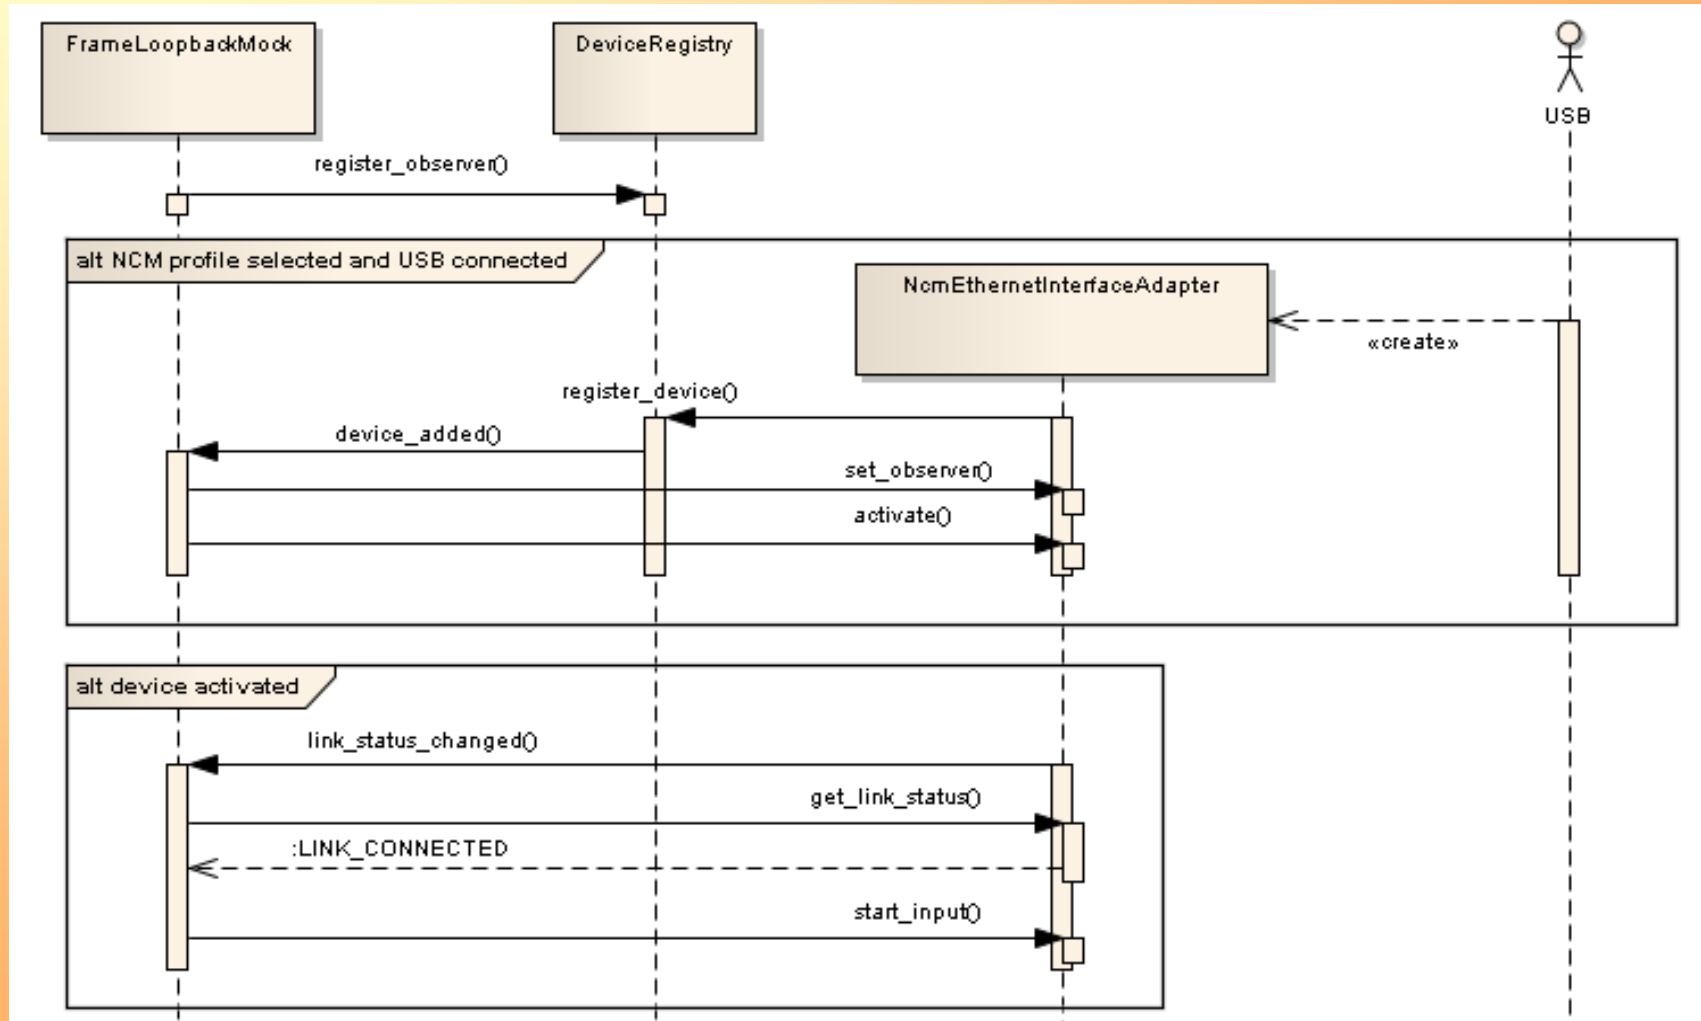 FrameLoopbackMock
DeviceRegistry
USB
register_observer()
alt NCM profile selected and USB connected
NcmEthernetInterfaceAdapter
«create»
register_device()
device_added()
set_observer()
activate()
alt device activated
link_status_changed()
get_link_status()
:LINK_CONNECTED
start_input()